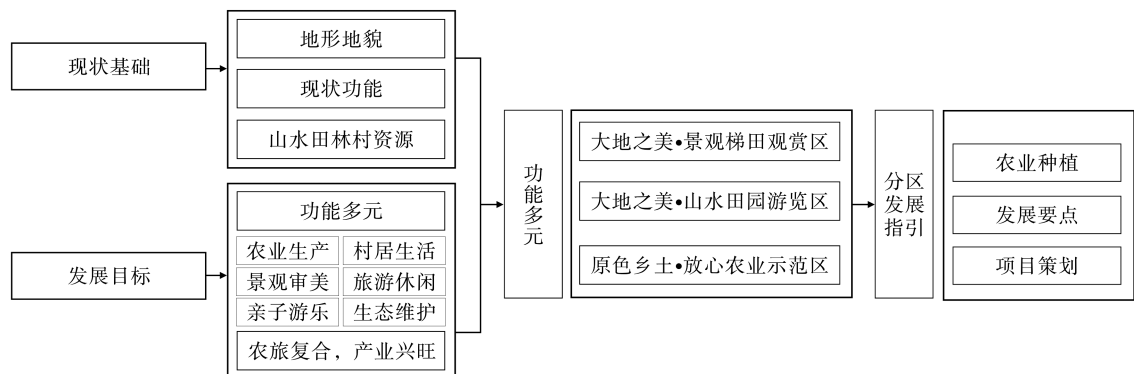 现状基础
地形地貌
现状功能
山水田林村资源
发展目标
功能多元
农业生产
村居生活
景观审美
旅游休闲
亲子游乐
生态维护
农旅复合，产业兴旺
功能多元
大地之美•景观梯田观赏区
大地之美•山水田园游览区
原色乡土•放心农业示范区
分区
发展
指引
农业种植
发展要点
项目策划